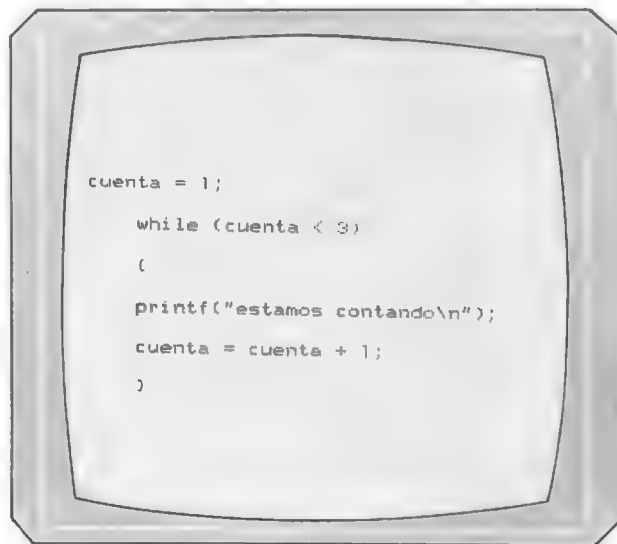 cuenta = 1;
while (cuenta < 3)
(
printf("estamos contando\n");
cuenta = cuenta + 1;
)